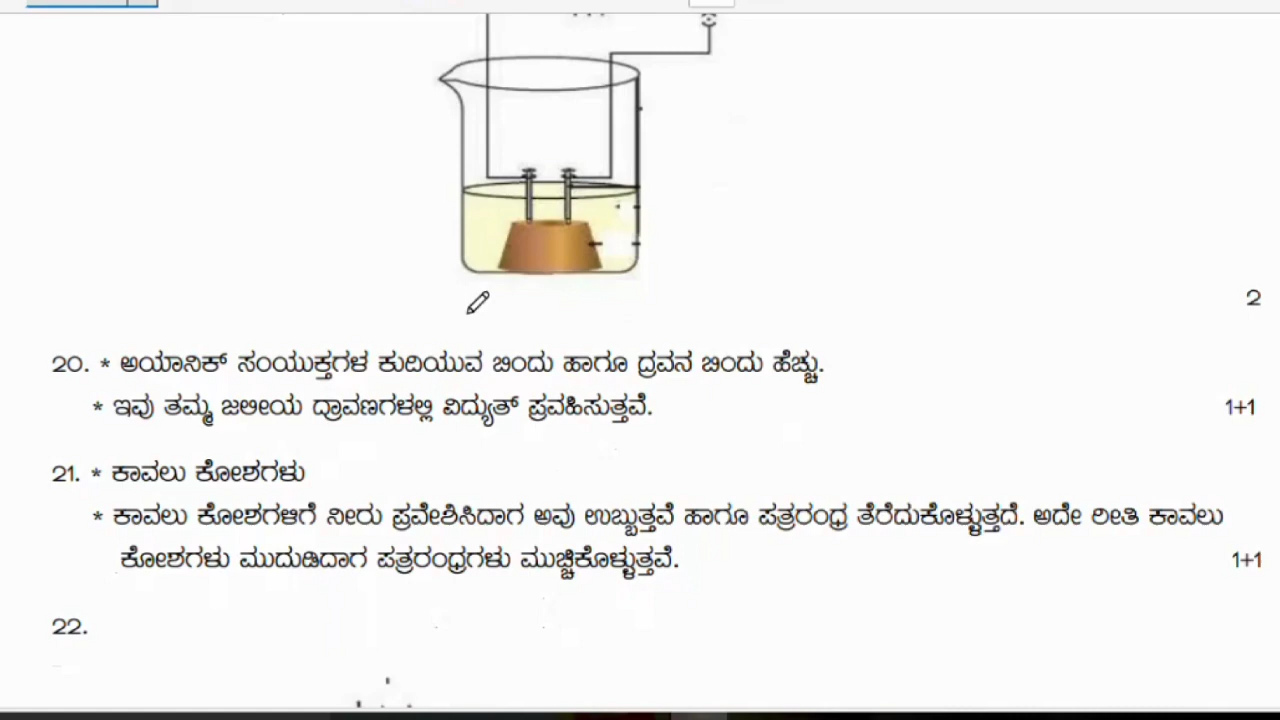 2
20. * ಅಯಾನಿಕ್ ಸಂಯುಕ್ತಗಳ ಕುದಿಯುವ ಬಿಂದು ಹಾಗೂ ದ್ರವನ ಬಿಂದು ಹೆಚ್ಚು.
* ಇವು ತಮ್ಮ ಜಲೀಯ ದ್ರಾವಣಗಳಲ್ಲಿ ವಿದ್ಯುತ್ ಪ್ರವಹಿಸುತ್ತವೆ. 1+1
21. * ಕಾವಲು ಕೋಶಗಳು
* ಕಾವಲು ಕೋಶಗಳಿಗೆ ನೀರು ಪ್ರವೇಶಿಸಿದಾಗ ಅವು ಉಬ್ಬುತ್ತವೆ ಹಾಗೂ ಪತ್ರರಂಧ್ರ ತೆರೆದುಕೊಳ್ಳುತ್ತದೆ. ಅದೇ ರೀತಿ ಕಾವಲು
ಕೋಶಗಳು ಮುದುಡಿದಾಗ ಪತ್ರರಂಧ್ರಗಳು ಮುಚ್ಚಿಕೊಳ್ಳುತ್ತವೆ. 1+1
22.